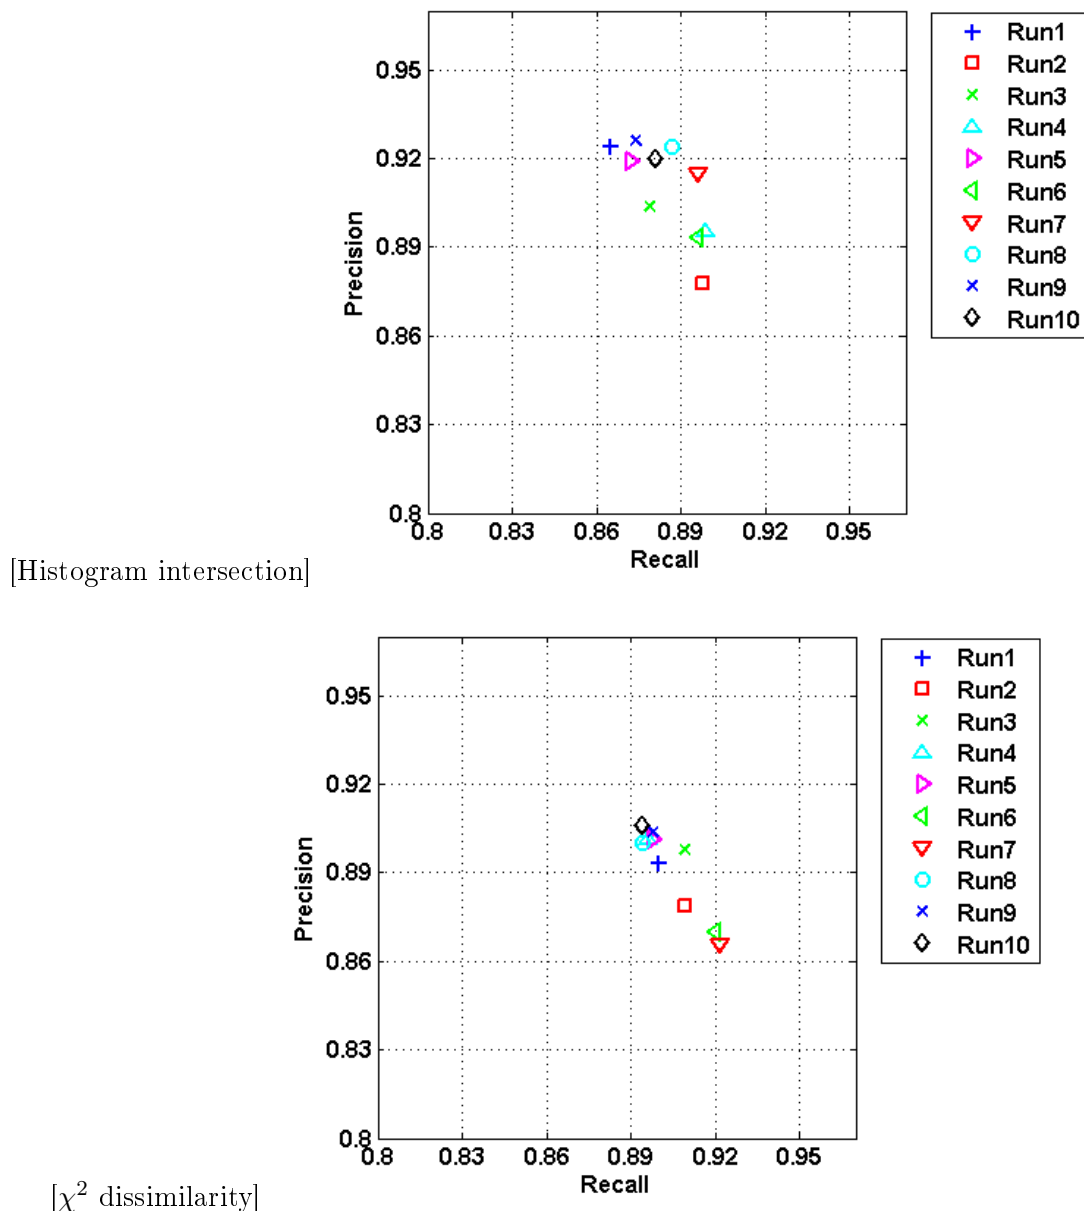 0.95
0.92
0.89
0.86
0.83
0.8
Precision
0.8 0.83 0.86 0.89 0.92 0.95
Recall
Run1
Run2
Run3
Run4
Run5
Run6
Run7
Run8
Run9
Run10
[Histogram intersection]
0.95
0.92
0.89
0.86
0.83
0.8
Precision
0.8 0.83 0.86 0.89 0.92 0.95
Recall
Run1
Run2
Run3
Run4
Run5
Run6
Run7
Run8
Run9
Run10
[χ² dissimilarity]